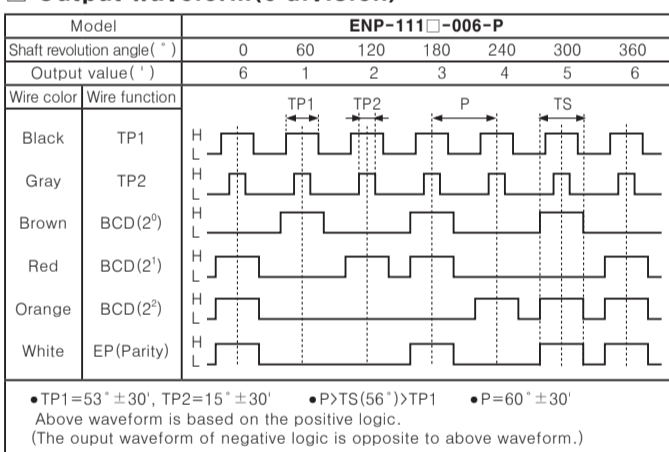 Model ENP-111□-006-P
Shaft revolution angle( ˚ ) 0 60 120 180 240 300 360
Output value( ' ) 6 1 2 3 4 5 6
Wire color Wire function TP1 TP2 P TS
Black TP1 H L
Gray TP2 H L
Brown BCD(2⁰) H L
Red BCD(2¹) H L
Orange BCD(2²) H L
White EP(Parity) H L
●TP1=53˚±30', TP2=15˚±30' ●P>TS(56˚)>TP1 ●P=60˚±30'
Above waveform is based on the positive logic.
(The ouput waveform of negative logic is opposite to above waveform.)